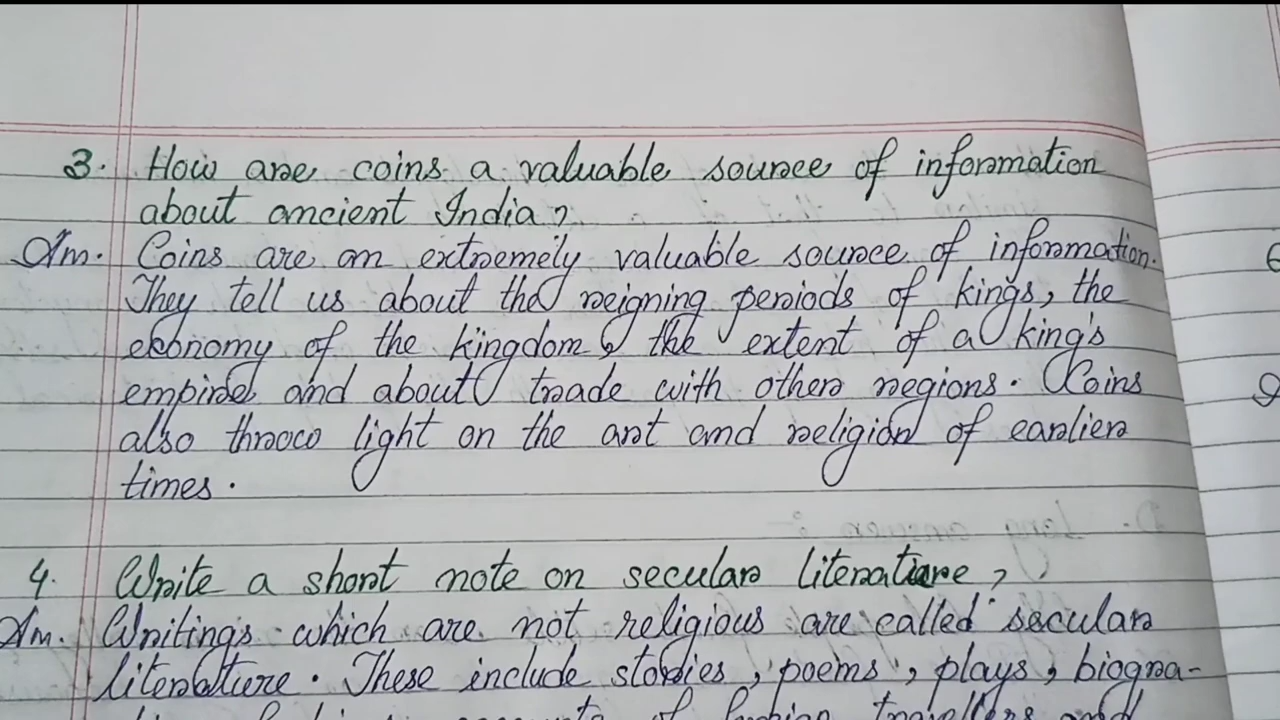 3. How are coins a valuable source of information
about ancient India?
Ans. Coins are an extremely valuable source of information.
They tell us about the reigning periods of kings, the
economy of the kingdom, the extent of a king's
empire and about trade with other regions. Coins
also throw light on the art and religion of earlier
times.
4. Write a short note on secular literature?
Ans. Writings which are not religious are called secular
literature. These include stories, poems, plays, biogra-
accounts of travellers and